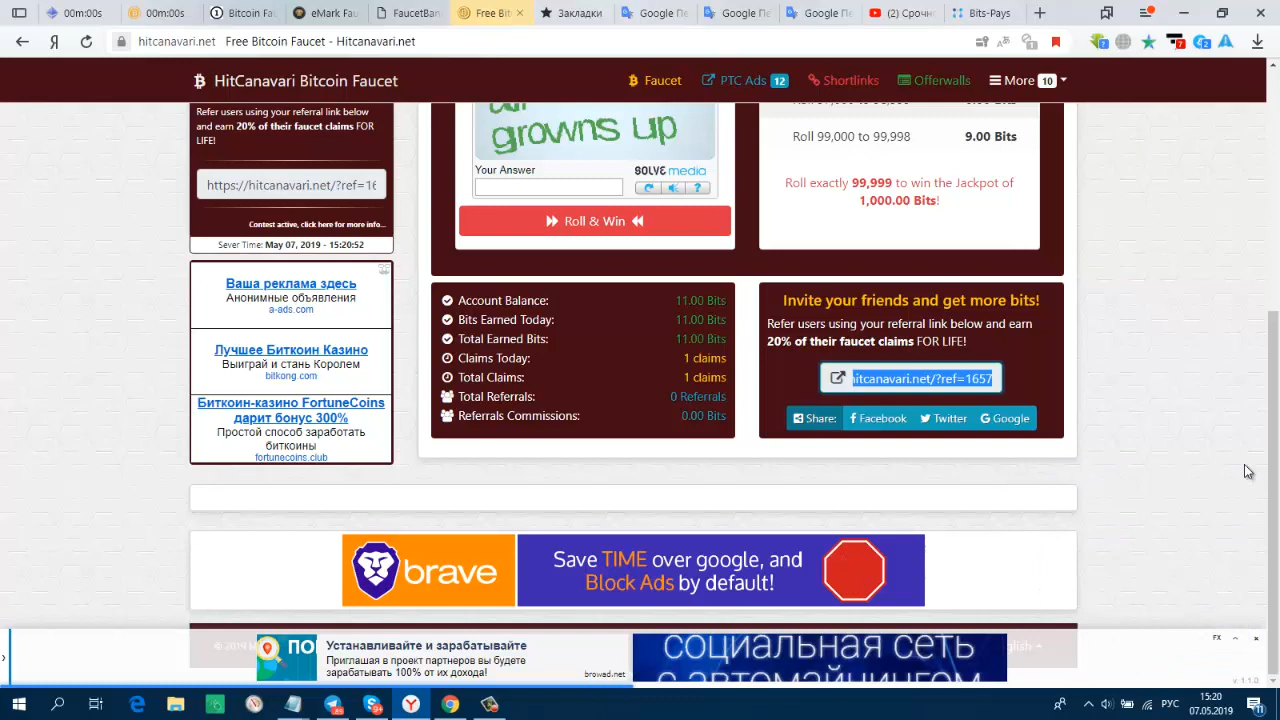 00m:00s
00m:00s
Bitcoin Fau
eMark Fau
FaucetBan
Free Bit
Закладки
Google Пе
Google Пе
Google Пе
(2) Срочн
Bits-Pays
Я
hitcanavari.net Free Bitcoin Faucet - Hitcanavari.net
HitCanavari Bitcoin Faucet
Faucet
PTC Ads 12
Shortlinks
Offerwalls
More 10
Refer users using your referral link below
and earn 20% of their faucet claims FOR
LIFE!
https://hitcanavari.net/?ref=16
Contest active, click here for more info...
Sever Time: May 07, 2019 - 15:20:52
Ваша реклама здесь
Анонимные объявления
a-ads.com
Лучшее Биткоин Казино
Выиграй и стань Королем
bitkong.com
Биткоин-казино FortuneCoins
дарит бонус 300%
Простой способ заработать
биткоины
fortunecoins.club
growns up
Your Answer
SOLVE media
Roll & Win
Roll 99,000 to 99,998 9.00 Bits
Roll exactly 99,999 to win the Jackpot of
1,000.00 Bits!
Account Balance: 11.00 Bits
Bits Earned Today: 11.00 Bits
Total Earned Bits: 11.00 Bits
Claims Today: 1 claims
Total Claims: 1 claims
Total Referrals: 0 Referrals
Referrals Commissions: 0.00 Bits
Invite your friends and get more bits!
Refer users using your referral link below and earn
20% of their faucet claims FOR LIFE!
hitcanavari.net/?ref=1657
Share: Facebook Twitter Google
brave
Save TIME over google, and
Block Ads by default!
© 2019
ПО
Устанавливайте и зарабатывайте
Приглашая в проект партнеров вы будете
зарабатывать 100% от их дохода!
browad.net
социальная сеть
с автомайнингом
glish
FX
v 1.1.0
РУС
15:20
07.05.2019